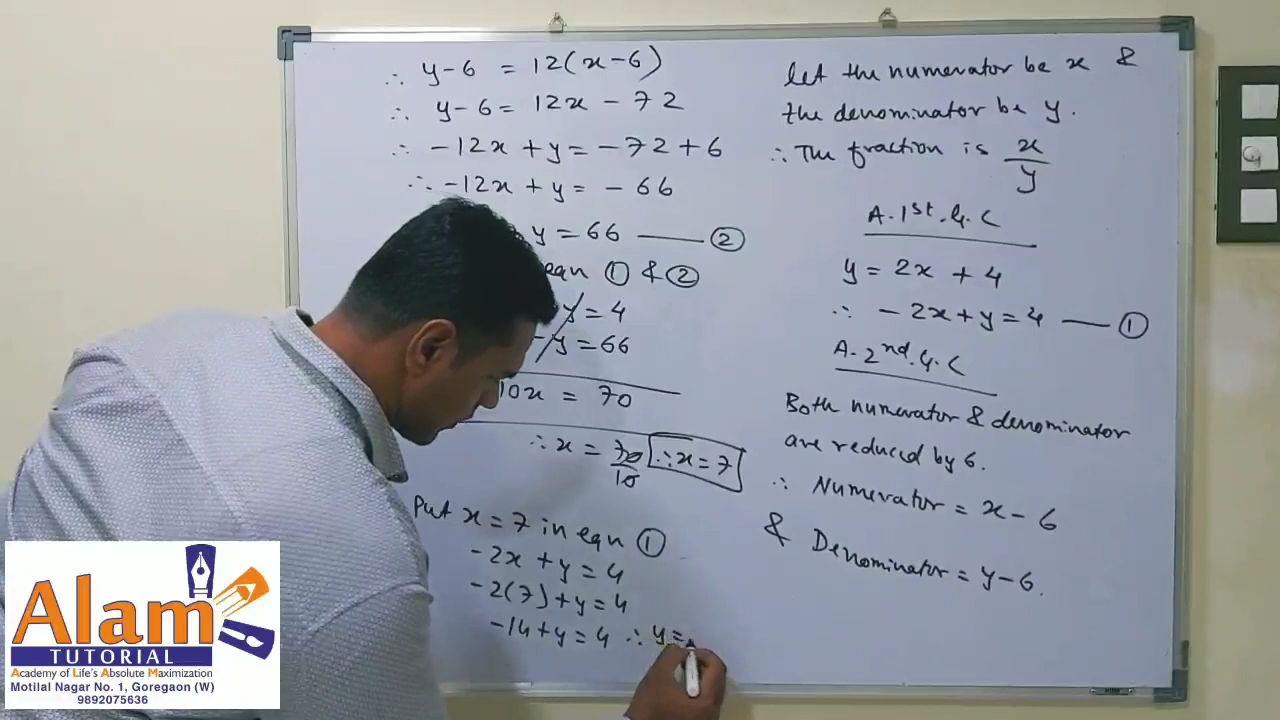 ∴ y-6 = 12(x-6)
∴ y-6 = 12x - 72
∴ -12x + y = -72+6
∴ -12x + y = - 66
y = 66 ——— ②
eqn ① & ②
y = 4
- y = 66
10x = 70
∴ x = 70/10 ∴ x = 7
Put x = 7 in eqn ①
-2x + y = 4
-2(7) + y = 4
-14 + y = 4 ∴ y =
let the numerator be x &
the denominator be y.
∴ The fraction is x/y
A. 1st. G. C
y = 2x + 4
∴ - 2x + y = 4 —— ①
A. 2nd. G. C
Both numerator & denominator
are reduced by 6.
∴ Numerator = x - 6
& Denominator = y - 6.
Alam
TUTORIAL
Academy of Life's Absolute Maximization
Motilal Nagar No. 1, Goregaon (W)
9892075636